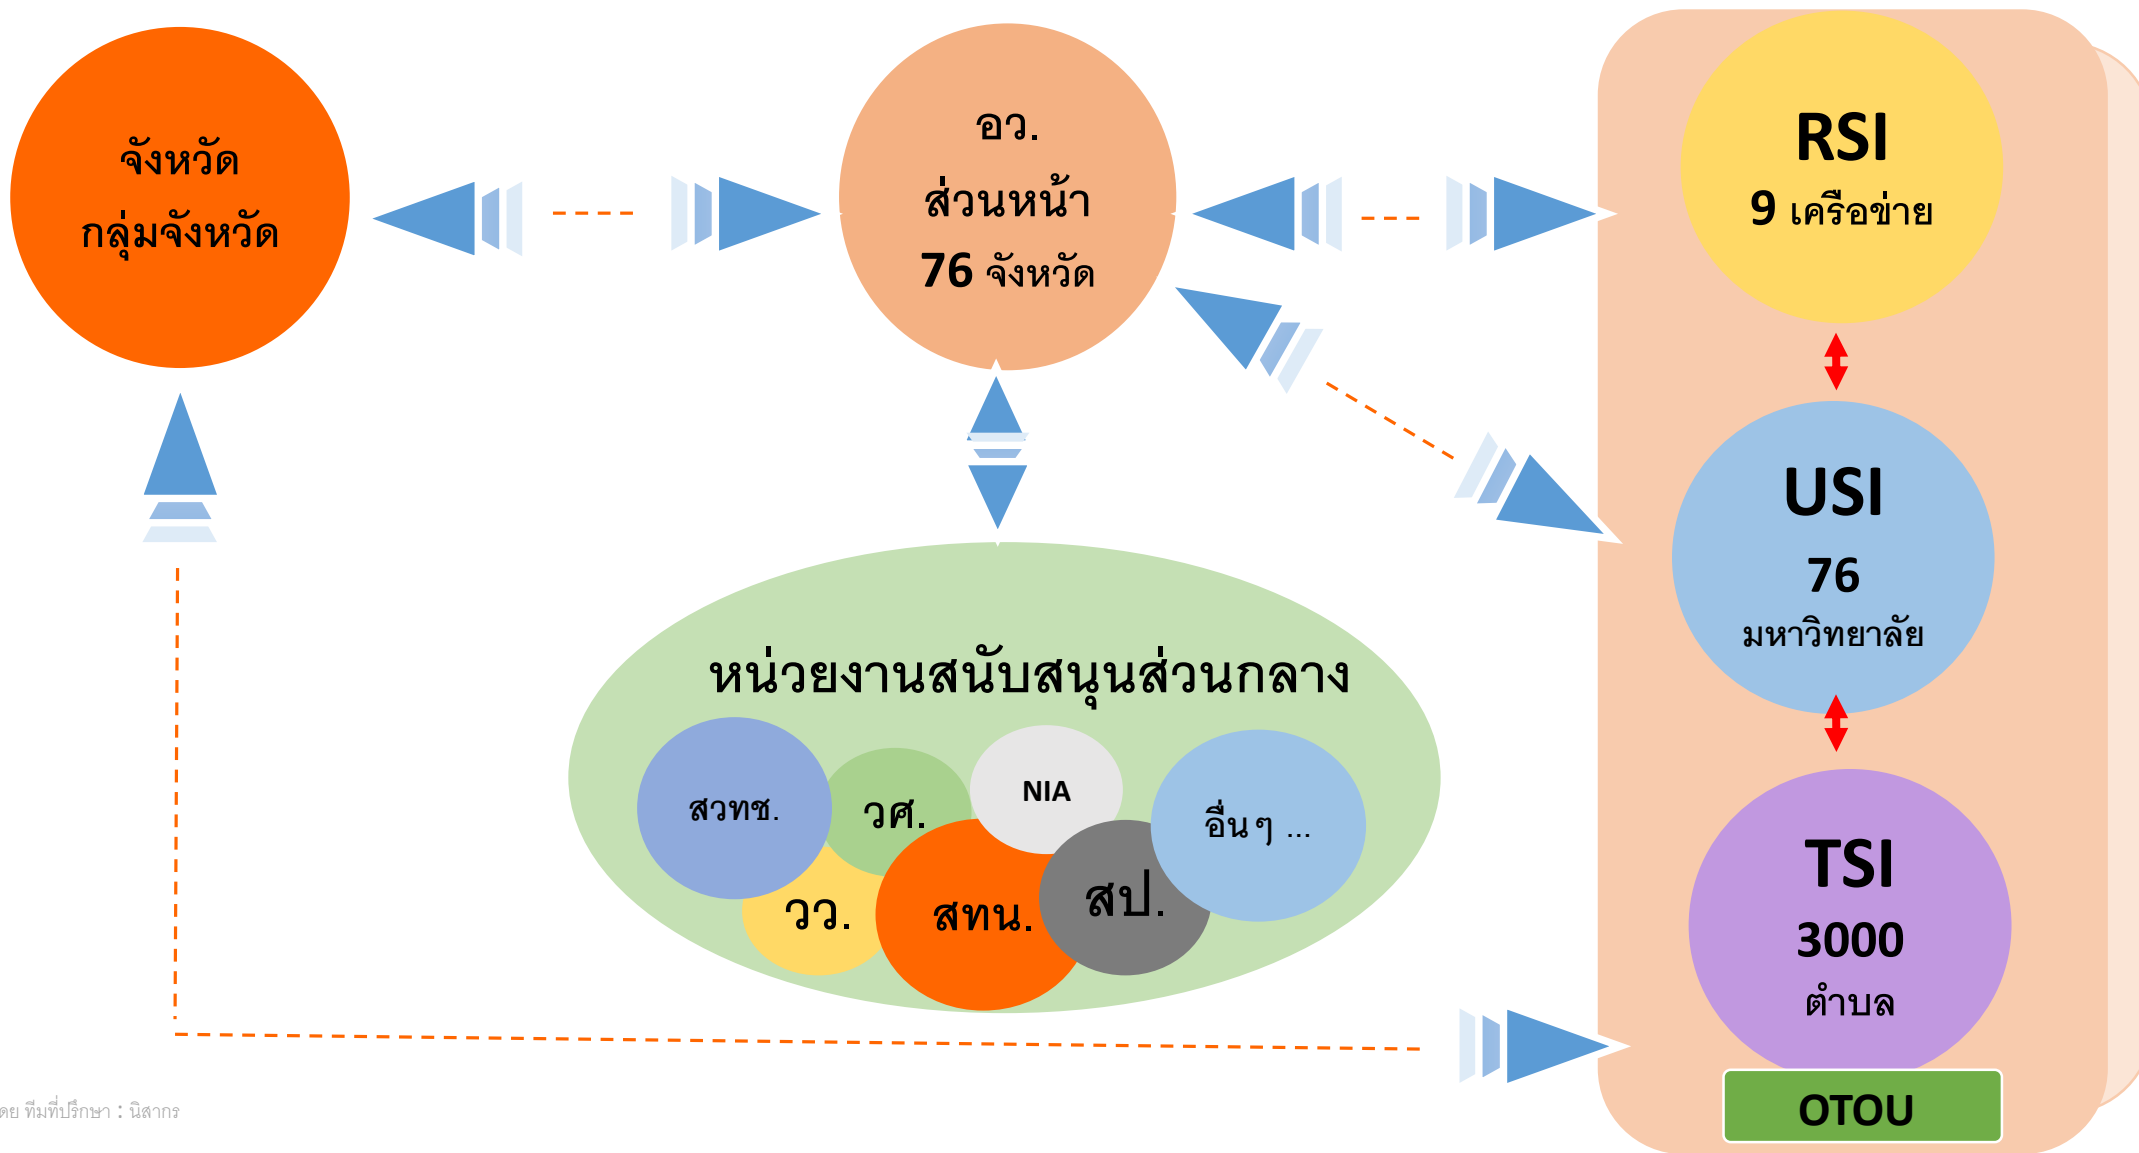 จังหวัด
กลุ่มจังหวัด
อว.
ส่วนหน้า
76 จังหวัด
RSI
9 เครือข่าย
USI
76
มหาวิทยาลัย
TSI
3000
ตำบล
OTOU
หน่วยงานสนับสนุนส่วนกลาง
สวทช.
วศ.
NIA
อื่นๆ ...
วว.
สทน.
สป.
ทีมที่ปรึกษา : นิสากร